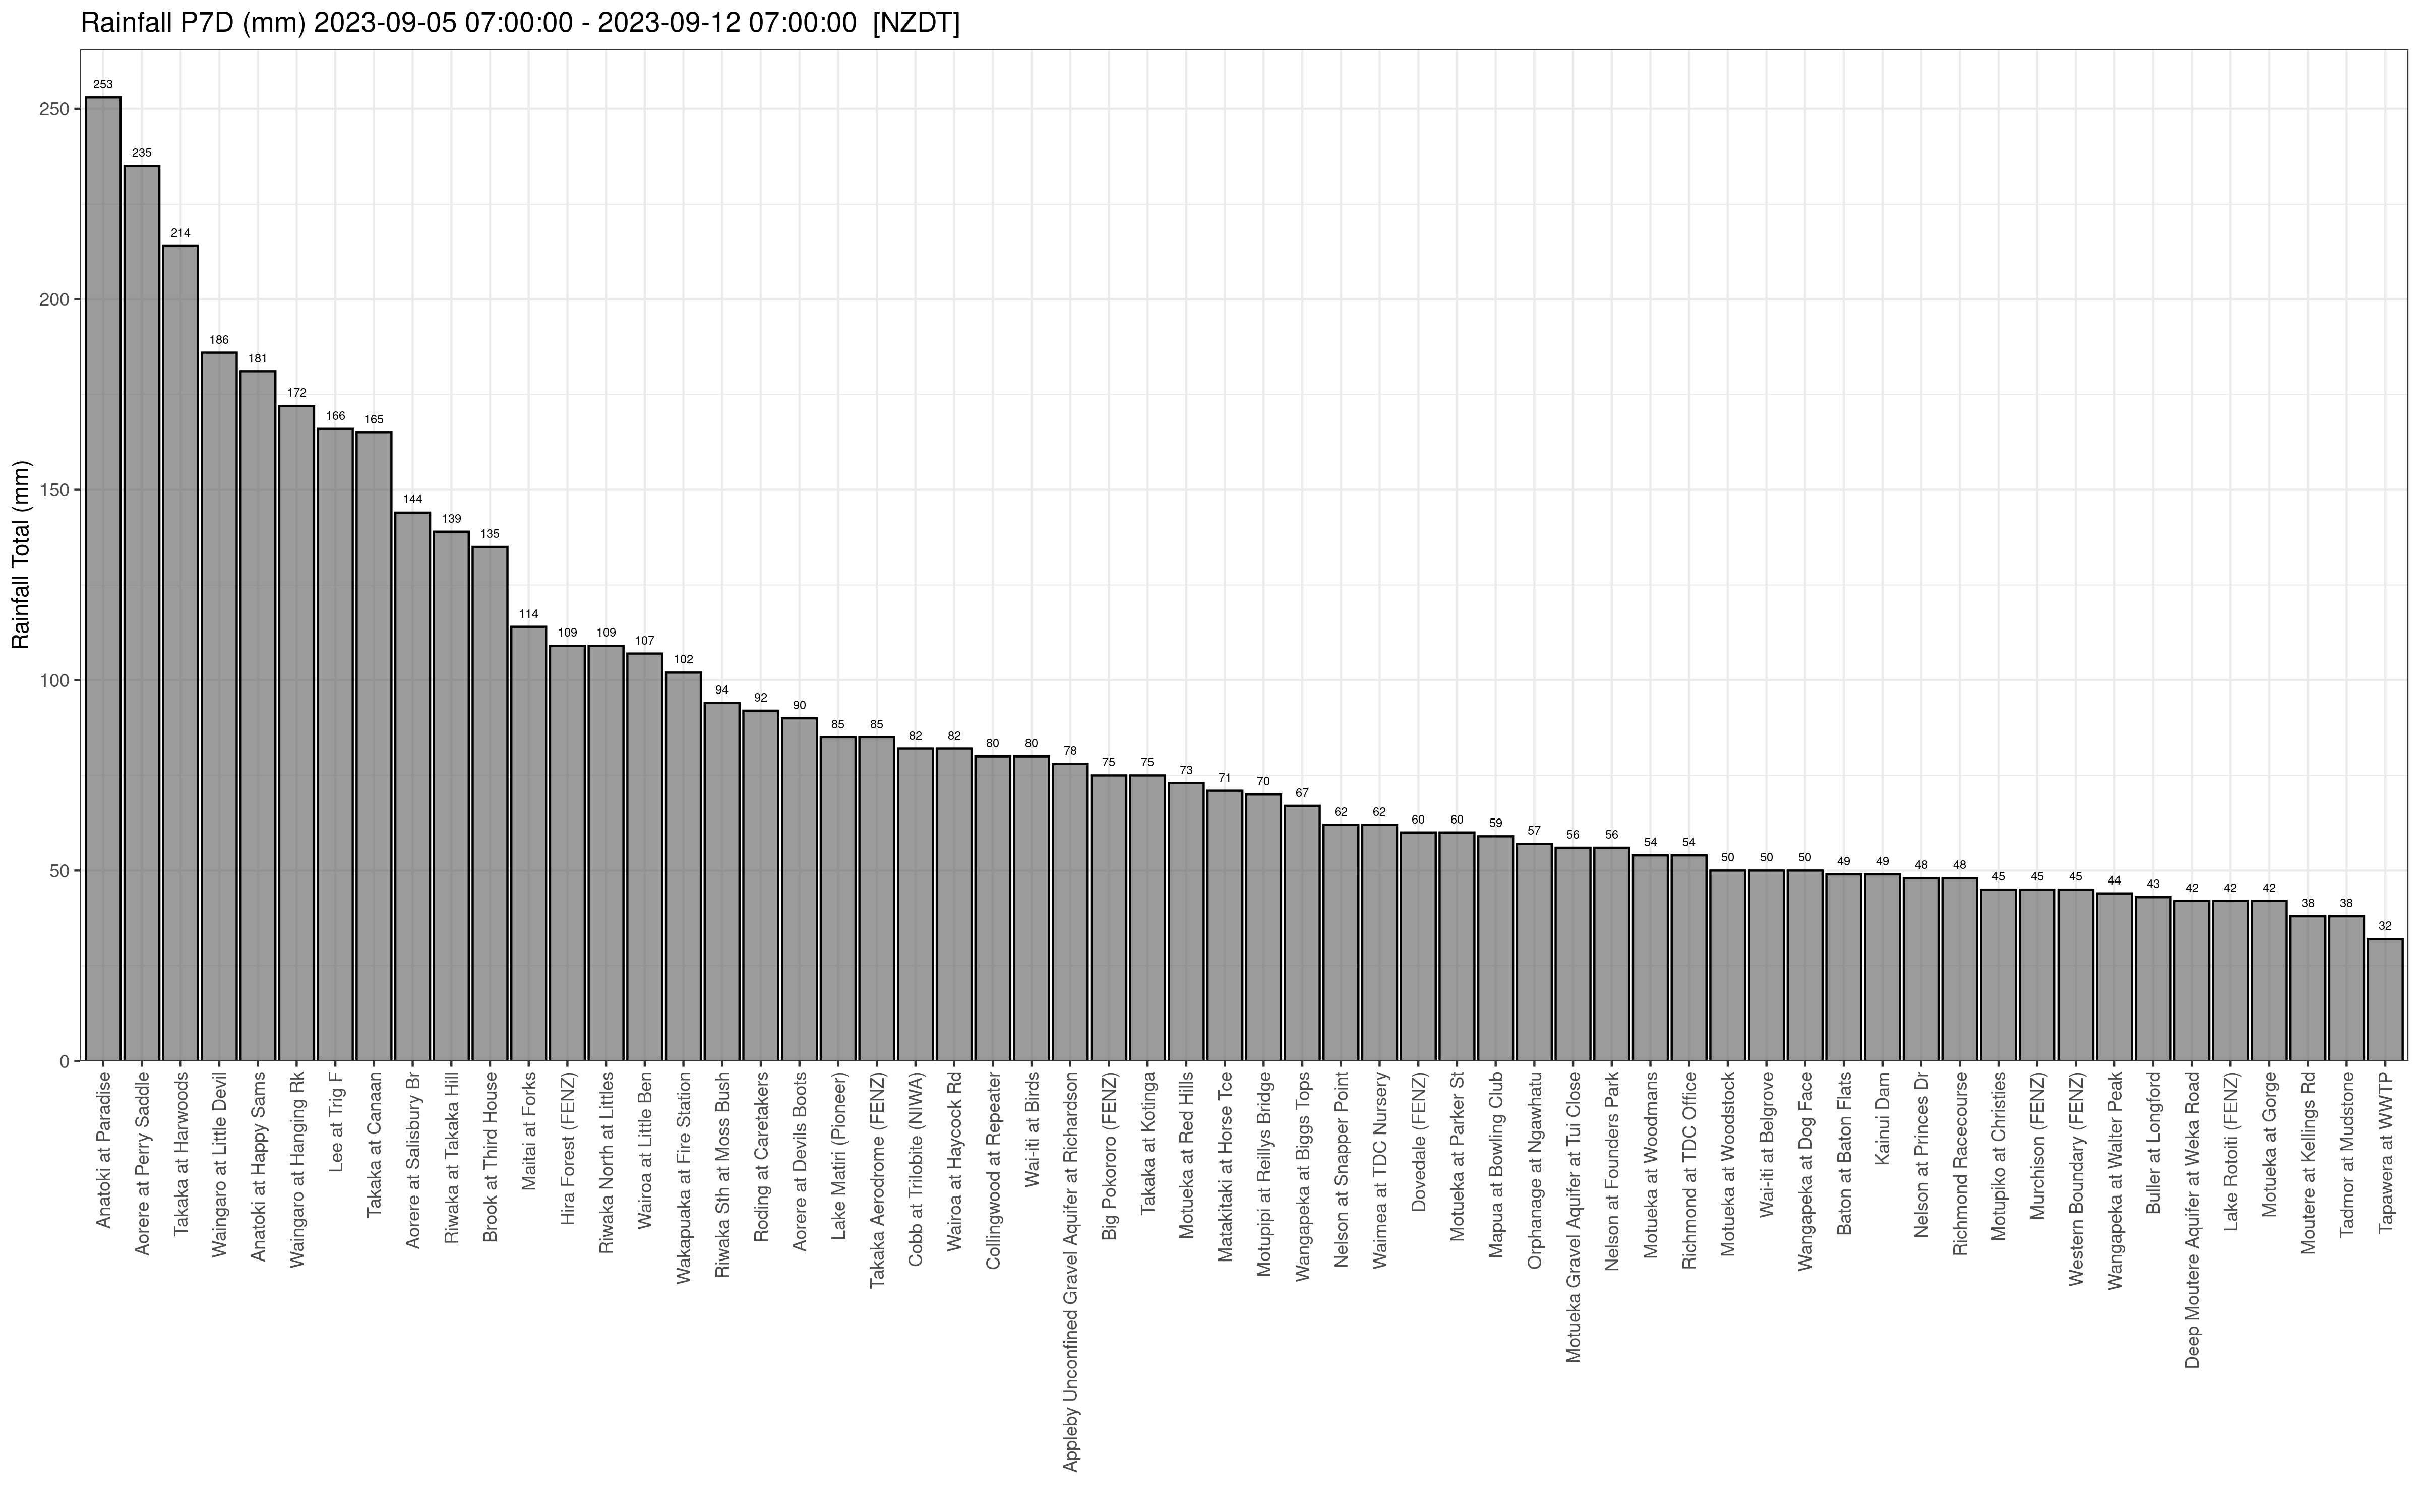 Rainfall P7D (mm) 2023-09-05 07:00:00 - 2023-09-12 07:00:00  [NZDT]
Rainfall Total (mm)
250
200
150
100
50
0
253
235
214
186
181
172
166
165
144
139
135
114
109
109
107
102
94
92
90
85
85
82
82
80
80
78
75
75
73
71
70
67
62
62
60
60
59
57
56
56
54
54
50
50
50
49
49
48
48
45
45
45
44
43
42
42
42
38
38
32
Anatoki at Paradise
Aorere at Perry Saddle
Takaka at Harwoods
Waingaro at Little Devil
Anatoki at Happy Sams
Waingaro at Hanging Rk
Lee at Trig F
Takaka at Canaan
Aorere at Salisbury Br
Riwaka at Takaka Hill
Brook at Third Housel
Maitai at Forks
Hira Forest (FENZ)
Riwaka North at Littles
Wairoa at Little Ben
Wakapuaka at Fire Station
Riwaka Sth at Moss Bush
Roding at Caretakers
Aorere at Devils Boots
Lake Matiri (Pioneer)
Takaka Aerodrome (FENZ)
Cobb at Trilobite (NIWA)
Wairoa at Haycock Rd
Collingwood at Repeater
Wai-iti at Birds
Appleby Unconfined Gravel Aquifer at Richardson
Big Pokororo (FENZ)
Takaka at Kotinga
Motueka at Red Hills
Matakitaki at Horse Tce
Motupipi at Reillys Bridge
Wangapeka at Biggs Tops
Nelson at Snapper Point
Waimea at TDC Nursery
Dovedale (FENZ)
Motueka at Parker St
Mapua at Bowling Club
Orphanage at Ngawhatu
Motueka Gravel Aquifer at Tui Close
Nelson at Founders Park
Motueka at Woodmans
Richmond at TDC Office
Motueka at Woodstock
Wai-iti at Belgrove
Wangapeka at Dog Face
Baton at Baton Flats
Kainui Dam
Nelson at Princes Dr
Richmond Racecourse
Motupiko at Christies
Murchison (FENZ)
Western Boundary (FENZ)
Wangapeka at Walter Peak
Buller at Longford
Deep Moutere Aquifer at Weka Road
Lake Rotoiti (FENZ)
Motueka at Gorge
Moutere at Kellings Rd
Tadmor at Mudstone
Tapawera at WWTP